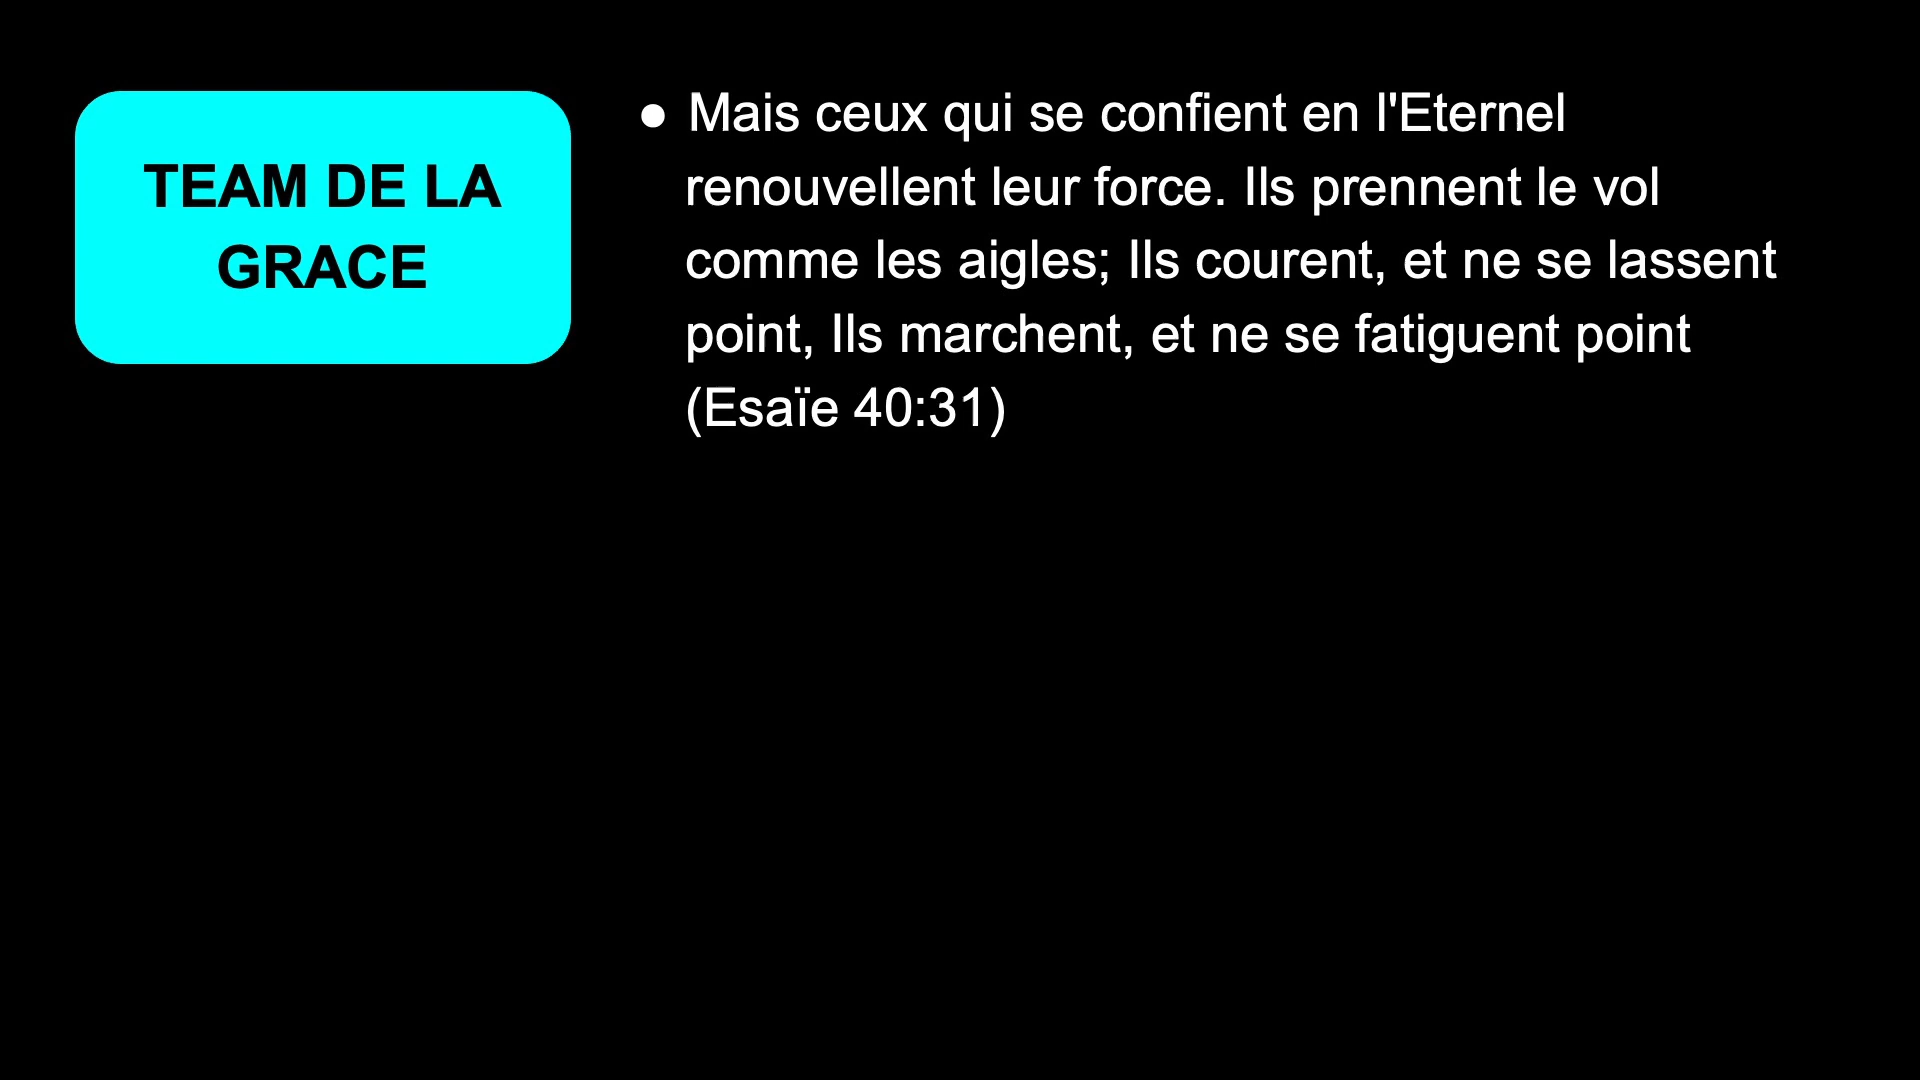 TEAM DE LA
GRACE
● Mais ceux qui se confient en l'Eternel
renouvellent leur force. Ils prennent le vol
comme les aigles; Ils courent, et ne se lassent
point, Ils marchent, et ne se fatiguent point
(Esaïe 40:31)